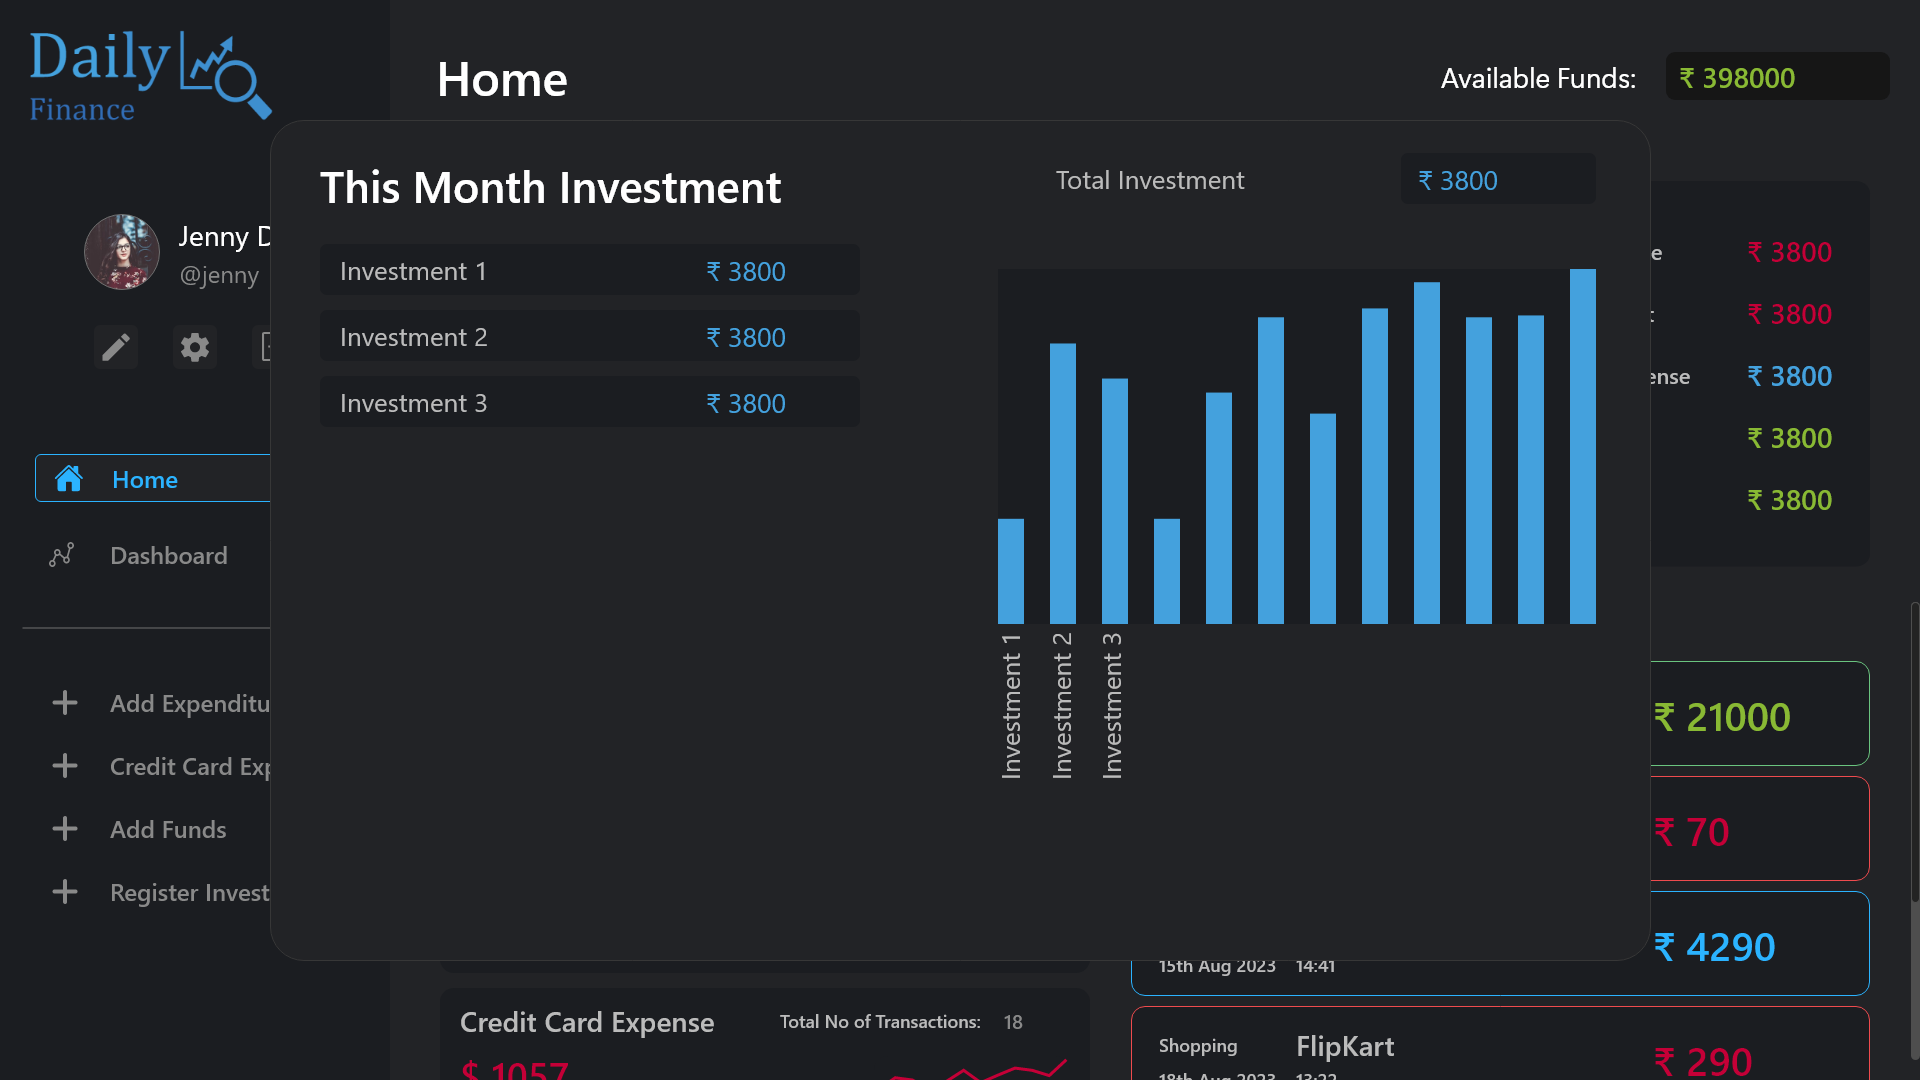 Daily
Finance
Home
Available Funds:
₹ 398000
This Month Investment
Total Investment
₹ 3800
Jenny D
@jenny
Investment 1
₹ 3800
Investment 2
₹ 3800
Investment 3
₹ 3800
₹ 3800
₹ 3800
ense
₹ 3800
₹ 3800
₹ 3800
Home
Dashboard
Investment 1
Investment 2
Investment 3
Add Expenditu
Credit Card Exp
Add Funds
Register Invest
₹ 21000
₹ 70
₹ 4290
15th Aug 2023 14:41
Credit Card Expense
Total No of Transactions: 18
$ 1057
Shopping
FlipKart
₹ 290
18th Aug 2023 13:22